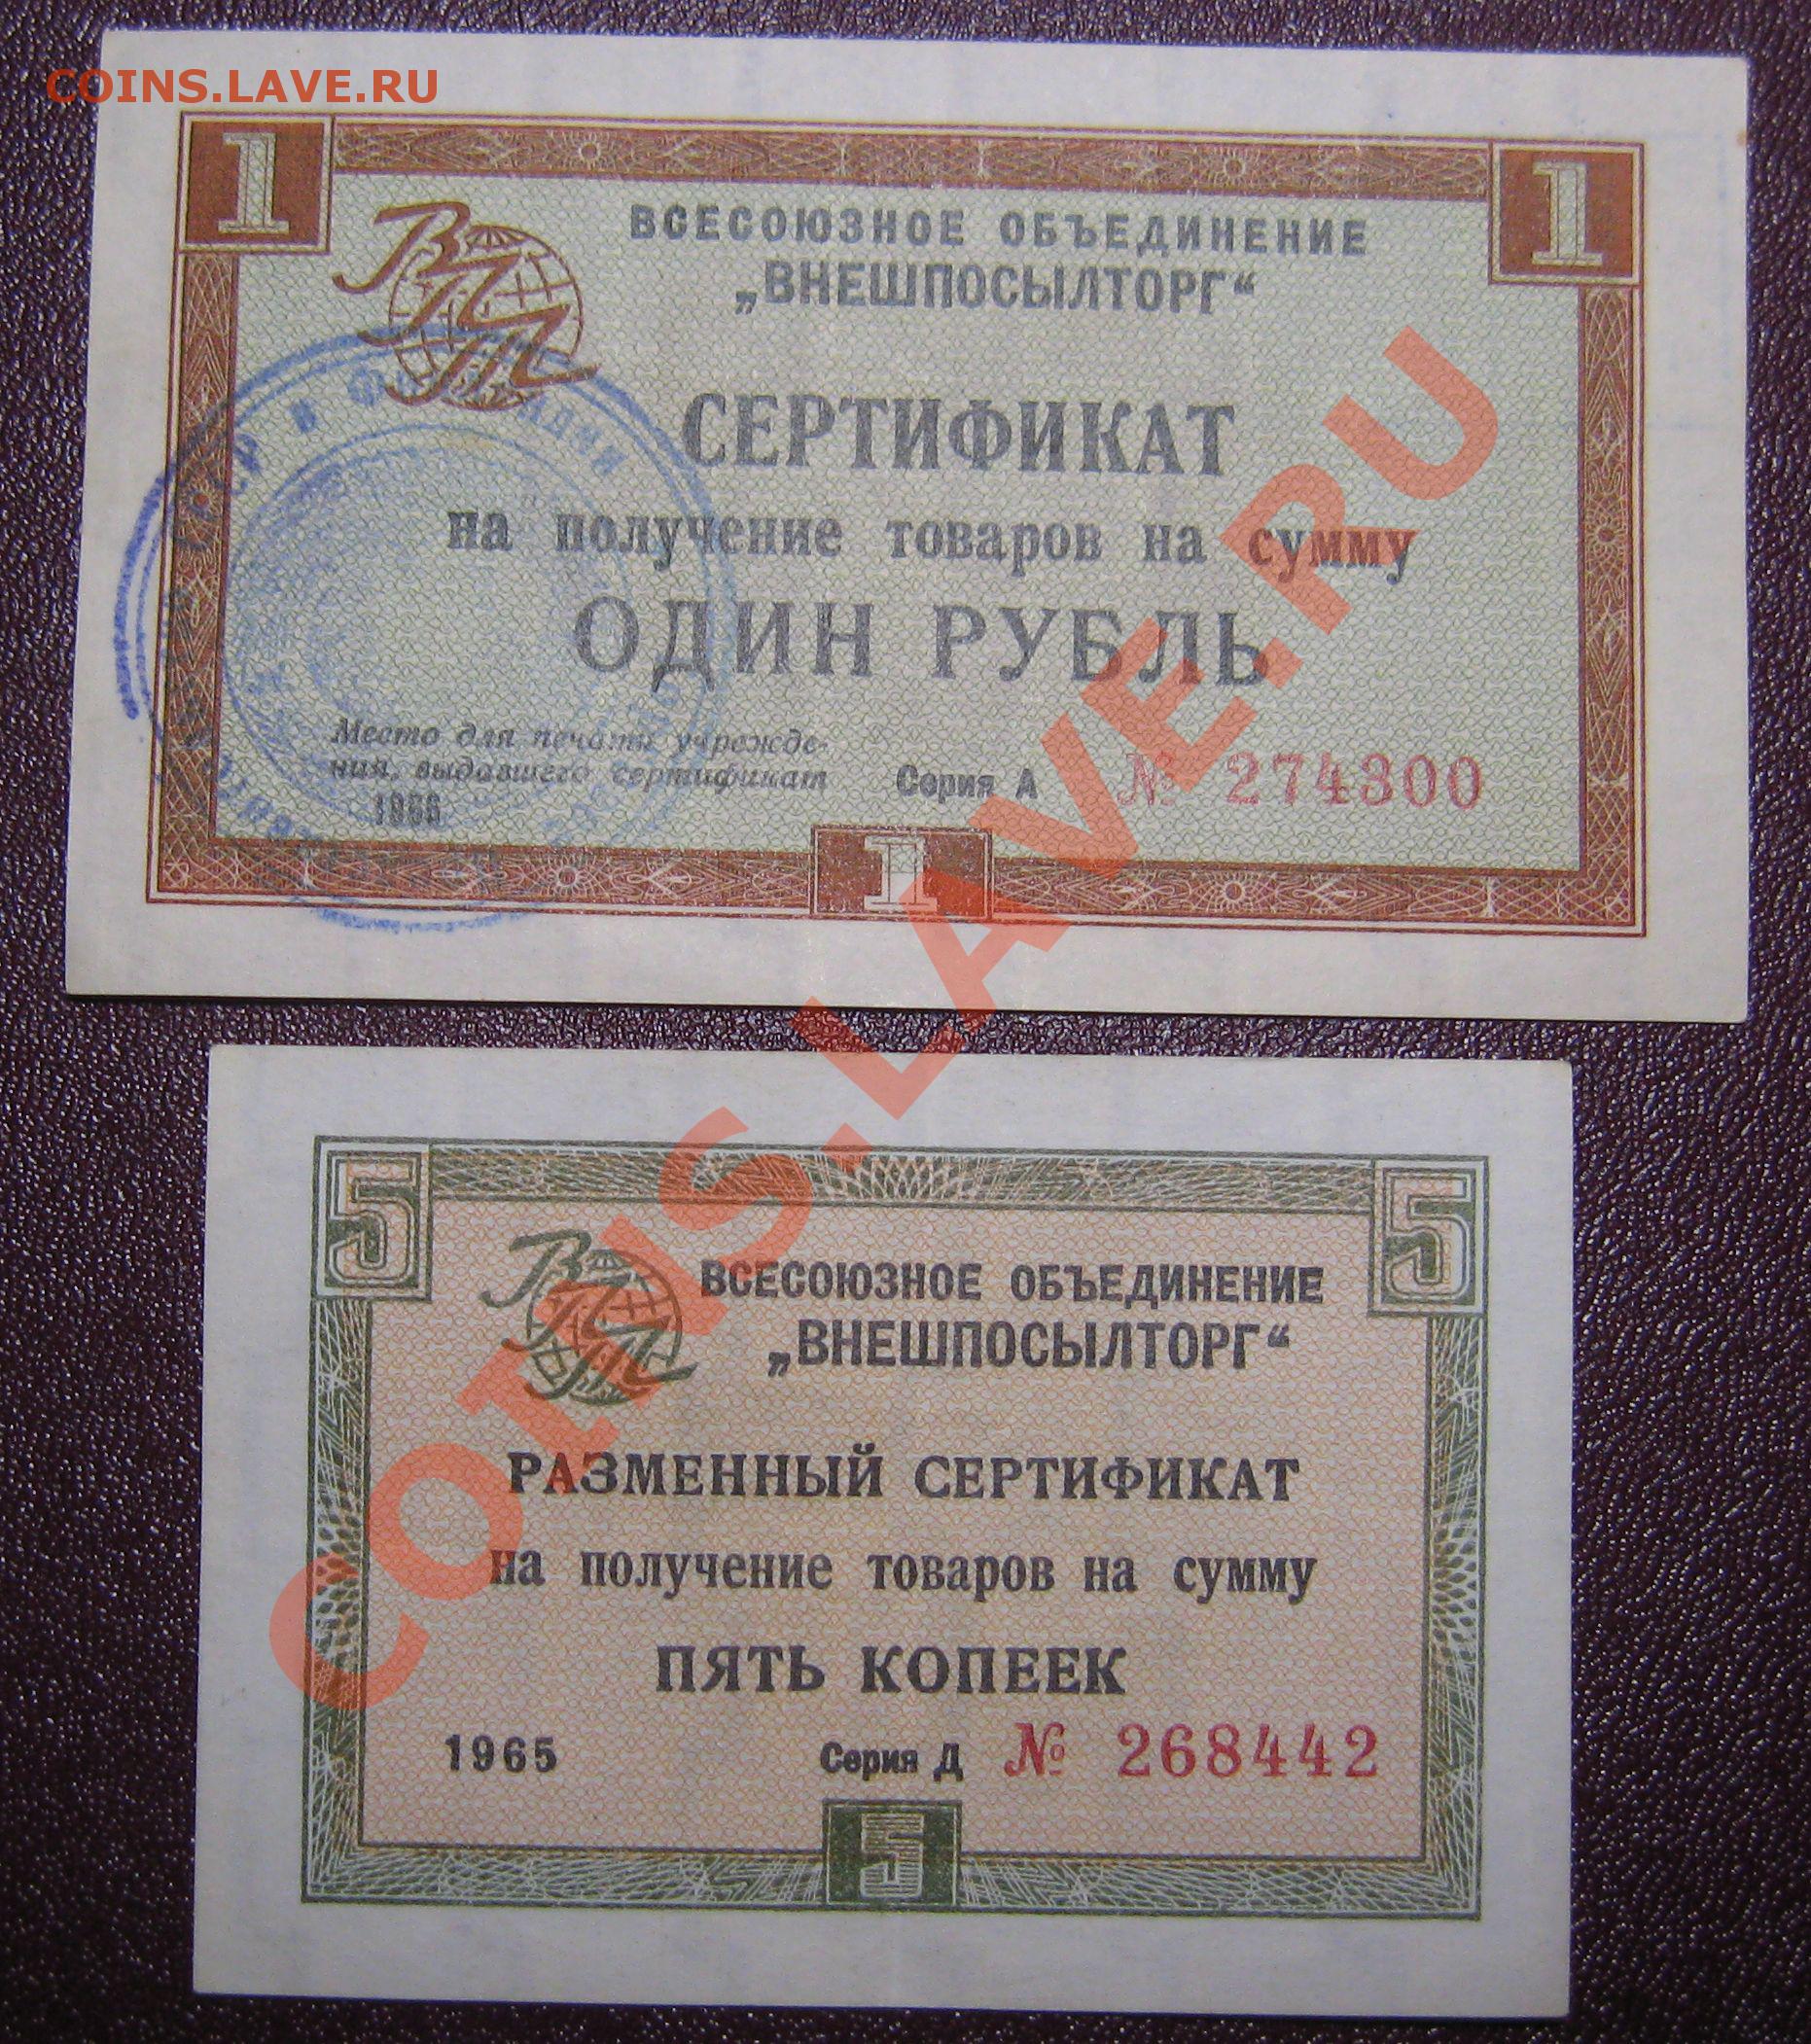 COINS.LAVE.RU
1 1
ВПТ
ВСЕСОЮЗНОЕ ОБЪЕДИНЕНИЕ
„ВНЕШПОСЫЛТОРГ“
СЕРТИФИКАТ
на получение товаров на сумму
ОДИН РУБЛЬ
Место для печати учрежде-
ния, выдавшего сертификат
1966
Серия А № 274300
1
COINS.LAVE.RU
5 5
ВПТ
ВСЕСОЮЗНОЕ ОБЪЕДИНЕНИЕ
„ВНЕШПОСЫЛТОРГ“
РАЗМЕННЫЙ СЕРТИФИКАТ
на получение товаров на сумму
ПЯТЬ КОПЕЕК
1965 Серия Д № 268442
5